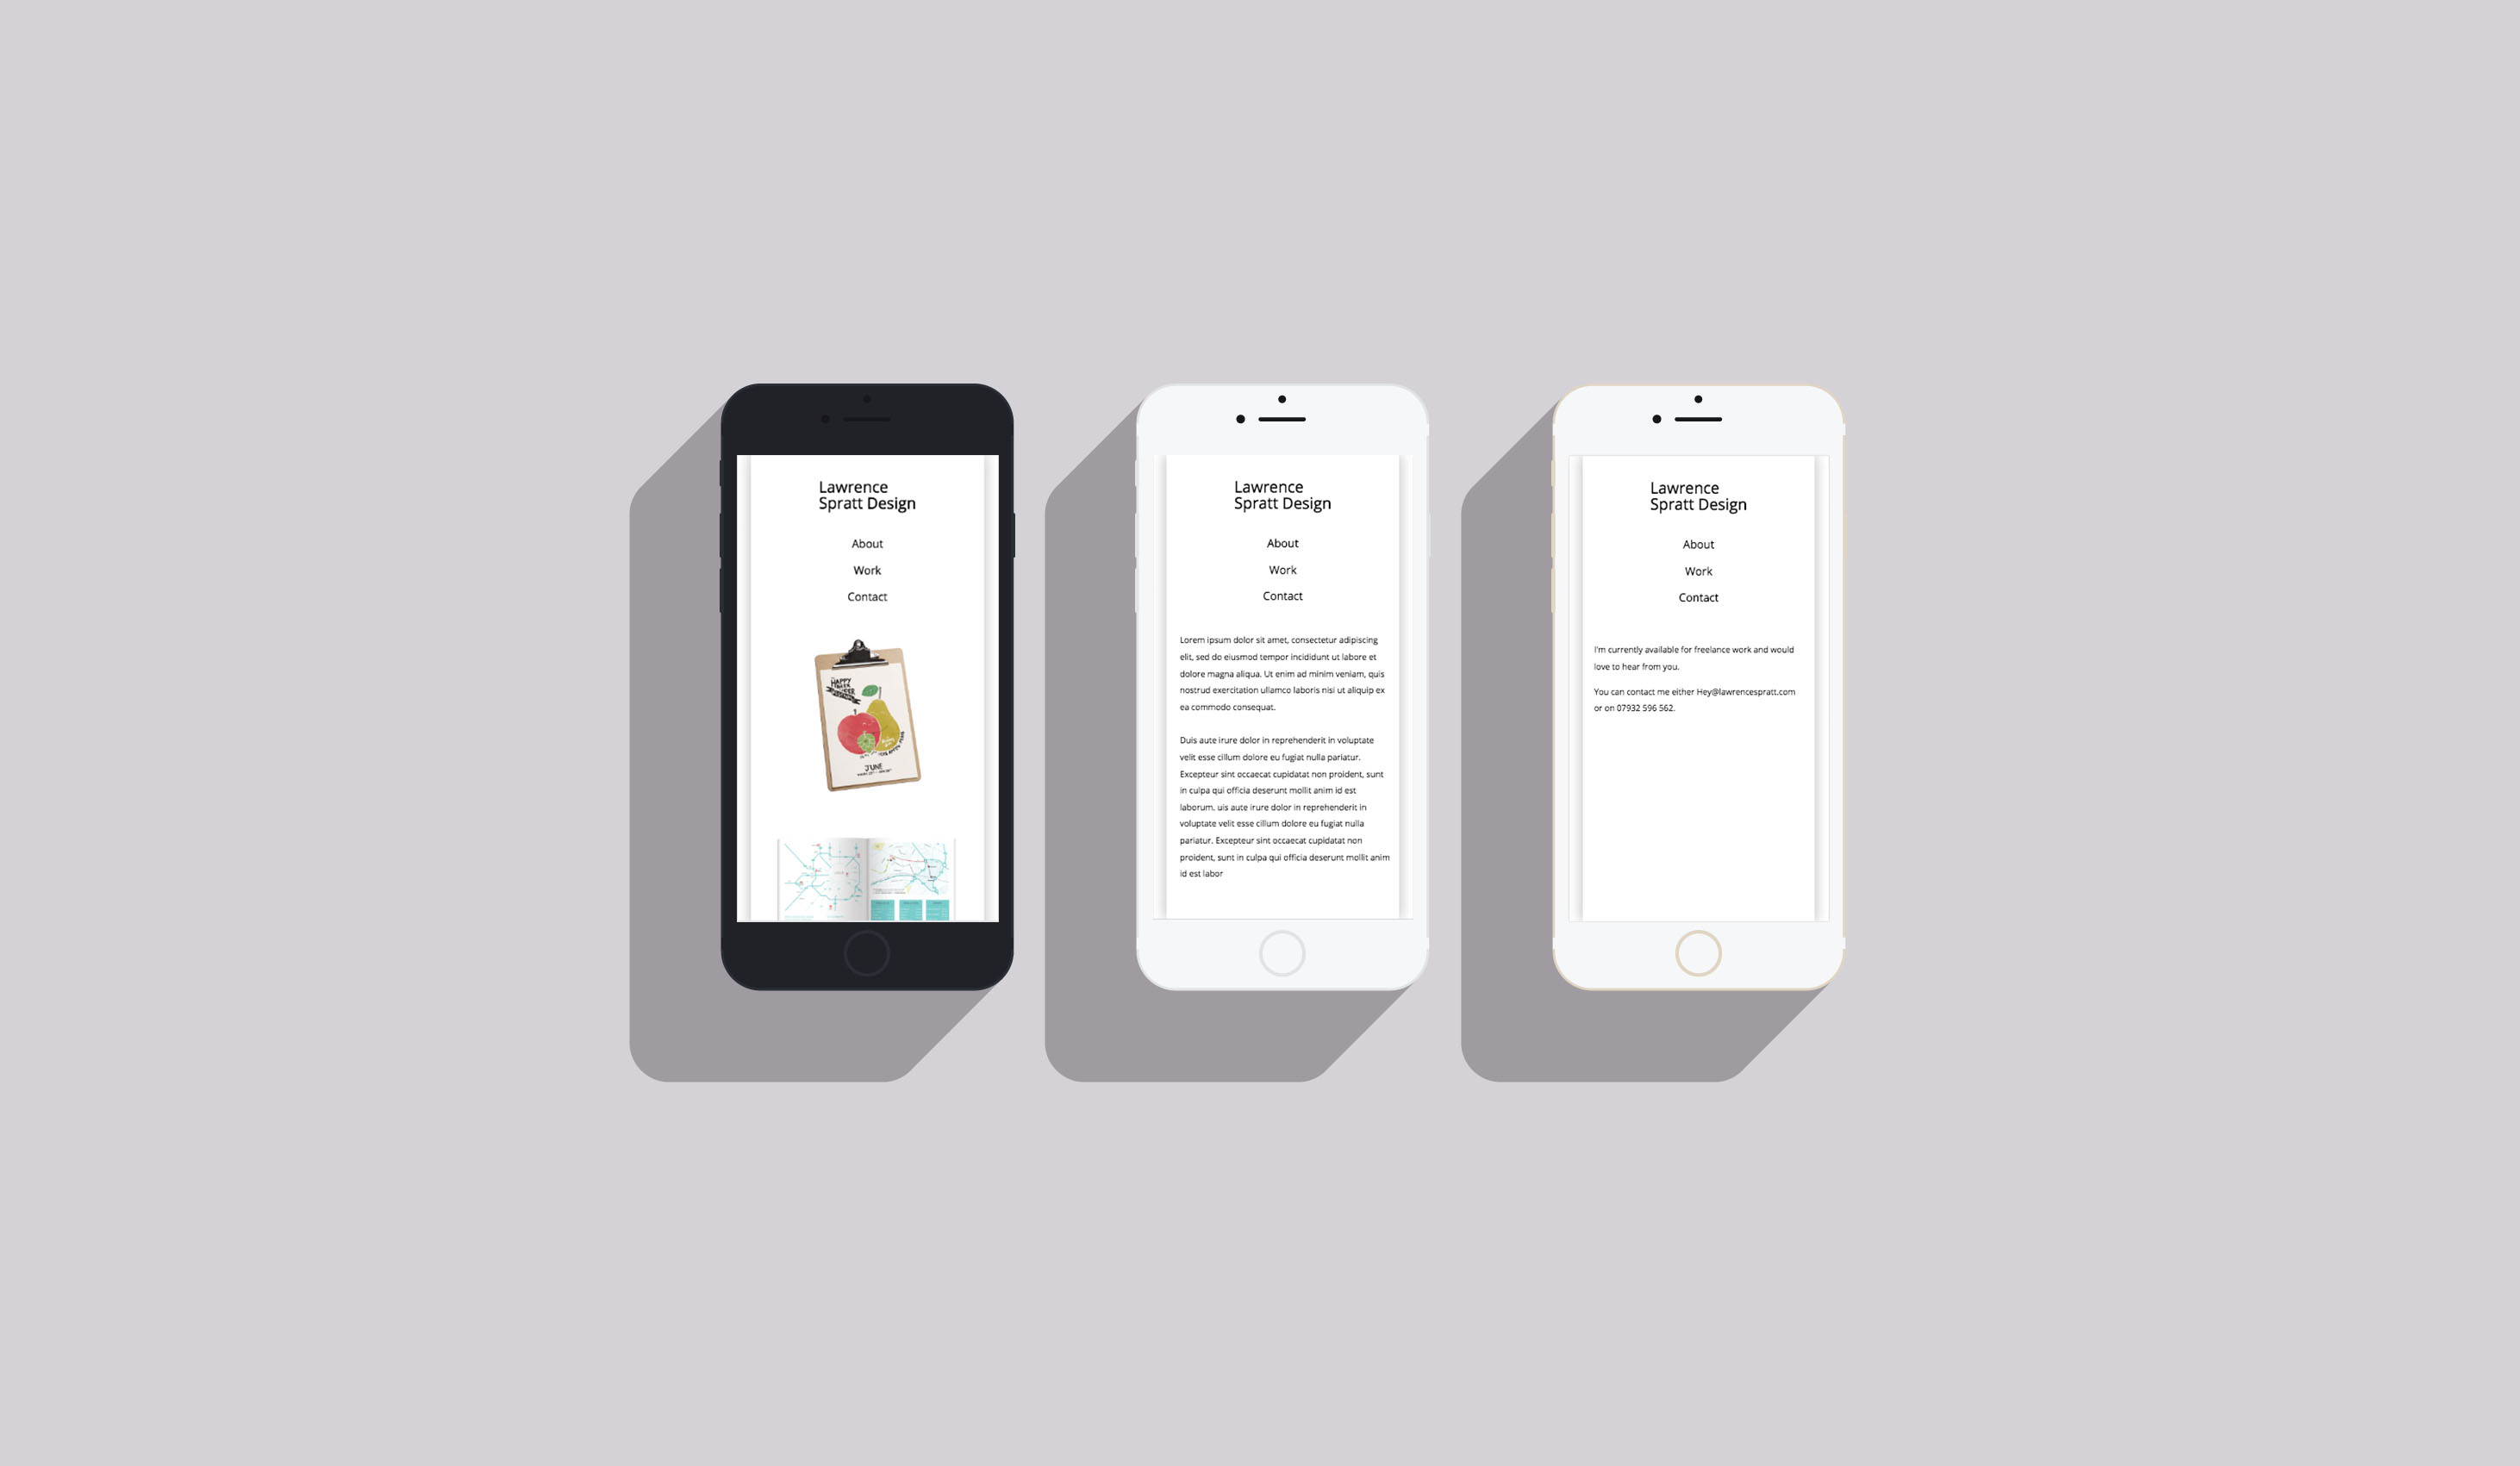 Lawrence
Spratt Design
About
Work
Contact
HAPPY
JUNE
Lawrence
Spratt Design
About
Work
Contact
Lorem ipsum dolor sit amet, consectetur adipiscing
elit, sed do eiusmod tempor incididunt ut labore et
dolore magna aliqua. Ut enim ad minim veniam, quis
nostrud exercitation ullamco laboris nisi ut aliquip ex
ea commodo consequat.
Duis aute irure dolor in reprehenderit in voluptate
velit esse cillum dolore eu fugiat nulla pariatur.
Excepteur sint occaecat cupidatat non proident, sunt
in culpa qui officia deserunt mollit anim id est
laborum. uis aute irure dolor in reprehenderit in
voluptate velit esse cillum dolore eu fugiat nulla
pariatur. Excepteur sint occaecat cupidatat non
proident, sunt in culpa qui officia deserunt mollit anim
id est labor
Lawrence
Spratt Design
About
Work
Contact
I'm currently available for freelance work and would
love to hear from you.
You can contact me either Hey@lawrencespratt.com
or on 07932 596 562.